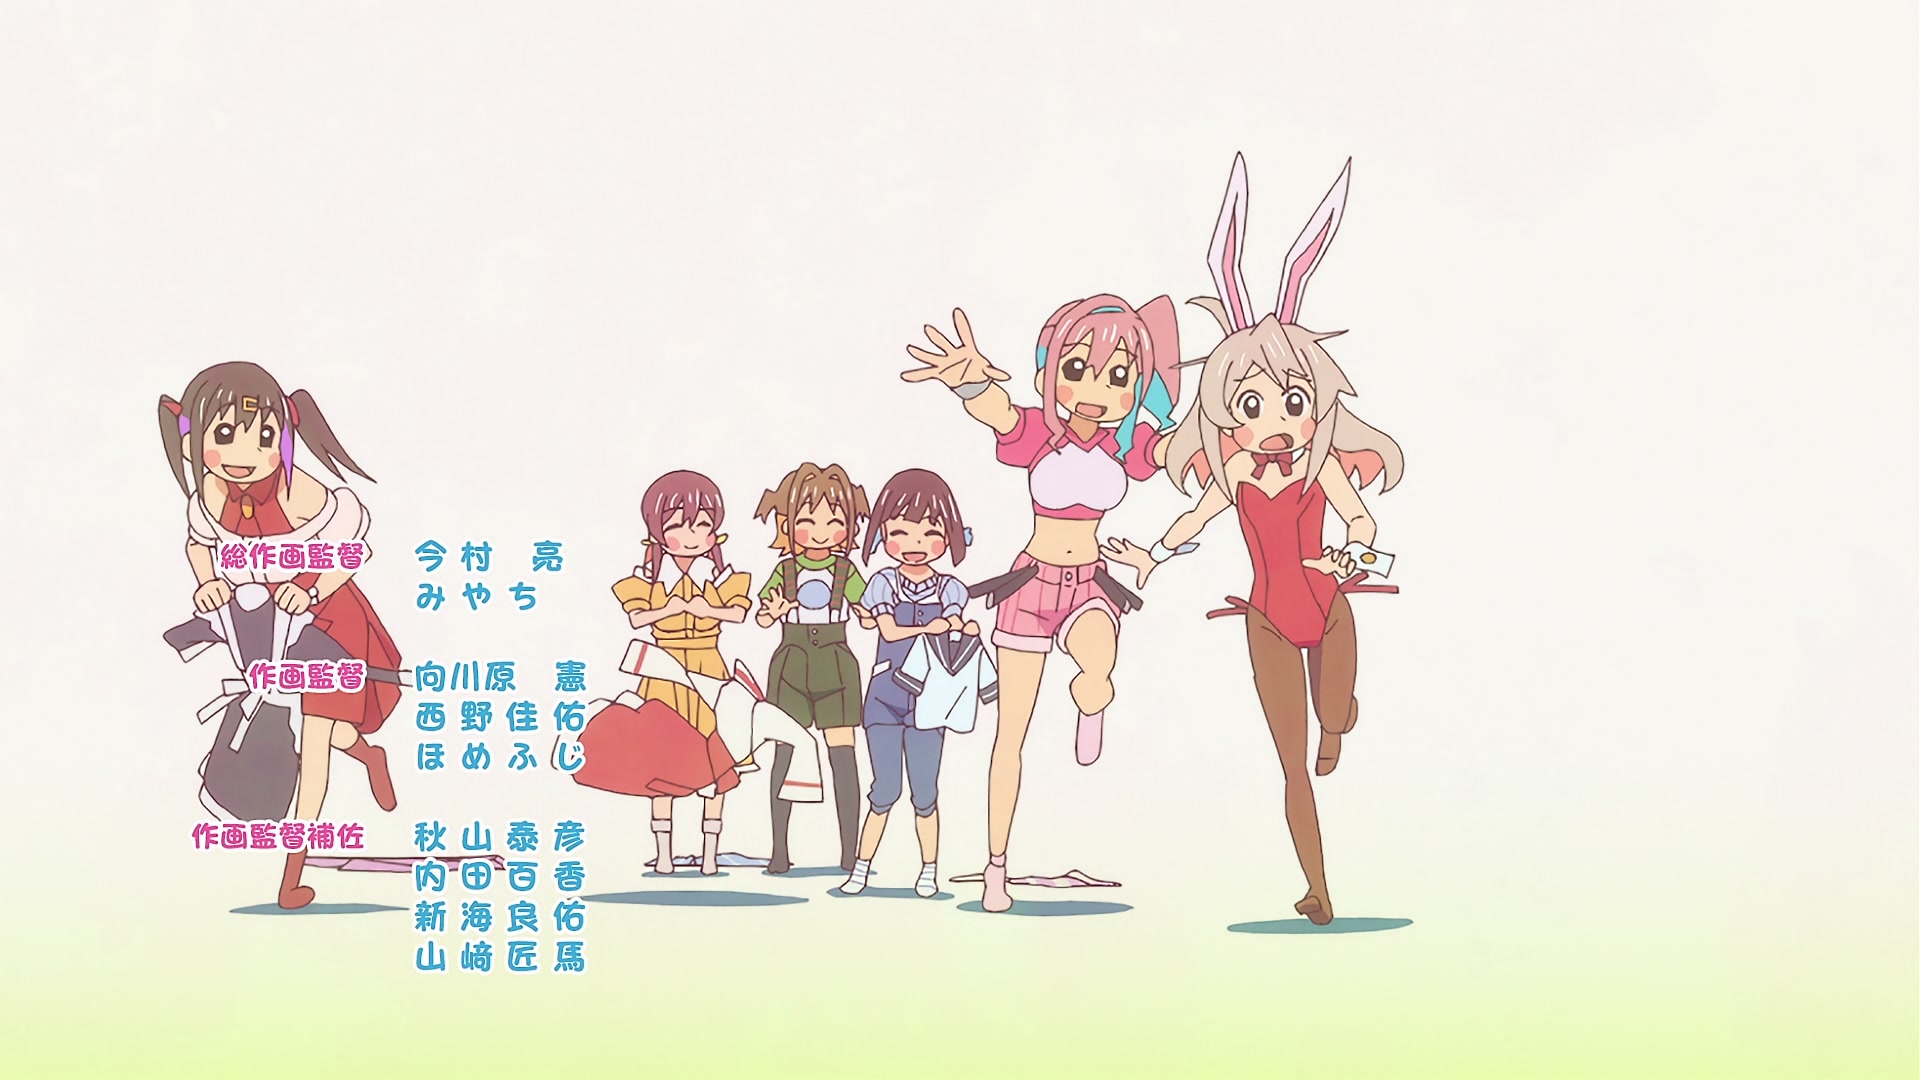 総作画監督 今村 亮
みやち
作画監督 向川原 憲
西野佳佑
ほめふじ
作画監督補佐 秋山泰彦
内田百香
新海良佑
山﨑匠馬